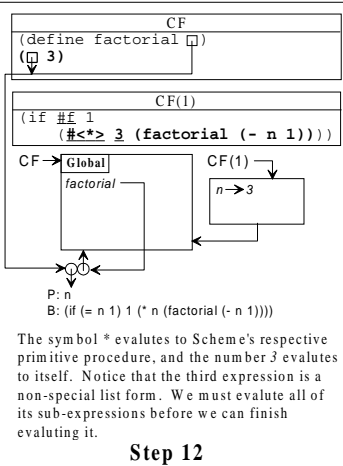 CF
(define factorial □)
(□ 3)
CF(1)
(if #f 1
(#<*> 3 (factorial (- n 1))))
CF
Global
CF(1)
factorial
n→3
P: n
B: (if (= n 1) 1 (* n (factorial (- n 1))))
The symbol * evalutes to Scheme's respective
primitive procedure, and the number 3 evalutes
to itself. Notice that the third expression is a
non-special list form. We must evaluate all of
its sub-expressions before we can finish
evaluting it.
Step 12